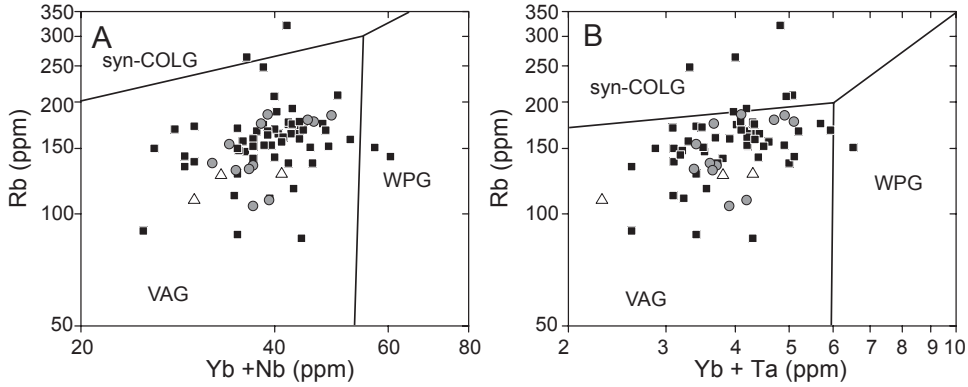 A
syn-COLG
WPG
VAG
Rb (ppm)
350
300
250
200
150
100
50
20
40
60
80
Yb +Nb (ppm)
B
syn-COLG
WPG
VAG
Rb (ppm)
350
300
250
200
150
100
50
2
3
4
5
6
7
8
9
10
Yb + Ta (ppm)